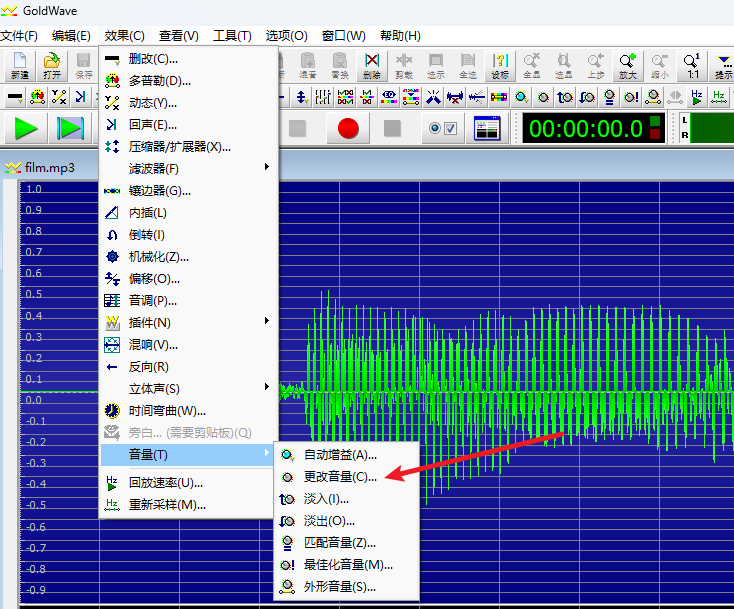 GoldWave
文件(F) 编辑(E) 效果(C) 查看(V) 工具(T) 选项(O) 窗口(W) 帮助(H)
新建 打开 保存 混音 替换 删除 剪裁 选示 全选 设标 全显 选显 上步 放大 缩小 1:1 提示
00:00:00.0
L
R
film.mp3
删改(C)...
多普勒(D)...
动态(Y)...
回声(E)...
压缩器/扩展器(X)...
滤波器(F)
镶边器(G)...
内插(L)
倒转(I)
机械化(Z)...
偏移(O)...
音调(P)...
插件(N)
混响(V)...
反向(R)
立体声(S)
时间弯曲(W)...
旁白... (需要剪贴板)(Q)
音量(T)
回放速率(U)...
重新采样(M)...
自动增益(A)...
更改音量(C)...
淡入(I)...
淡出(O)...
匹配音量(Z)...
最佳化音量(M)...
外形音量(S)...
1.0
0.9
0.8
0.7
0.6
0.5
0.4
0.3
0.2
0.1
0.0
-0.1
-0.2
-0.3
-0.4
-0.5
-0.6
-0.7
-0.8
-0.9